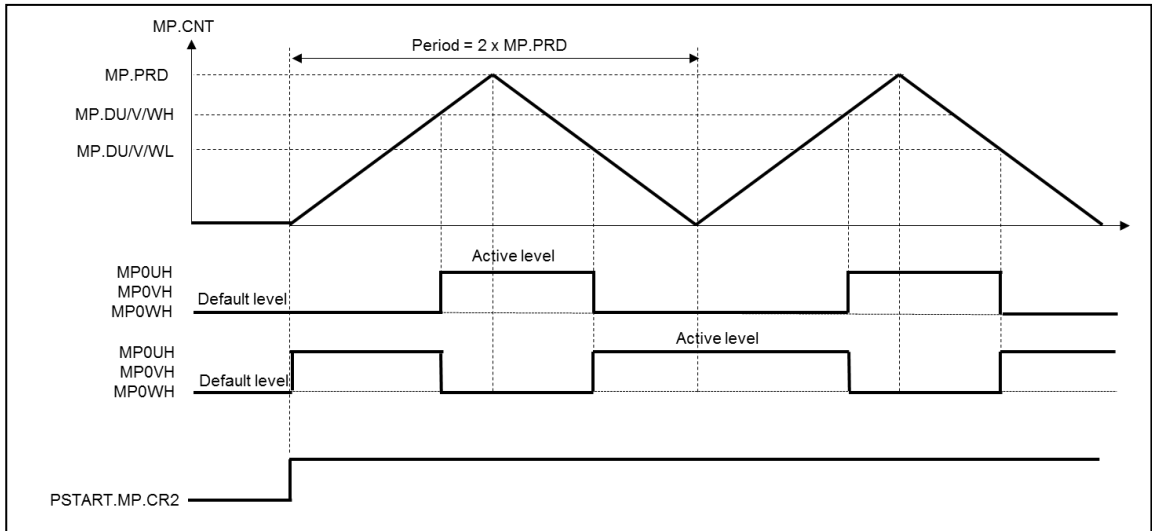 MP.CNT
Period = 2 x MP.PRD
MP.PRD
MP.DU/V/WH
MP.DU/V/WL
Active level
MP0UH
MP0VH
MP0WH
Default level
Active level
MP0UH
MP0VH
MP0WH
Default level
PSTART.MP.CR2